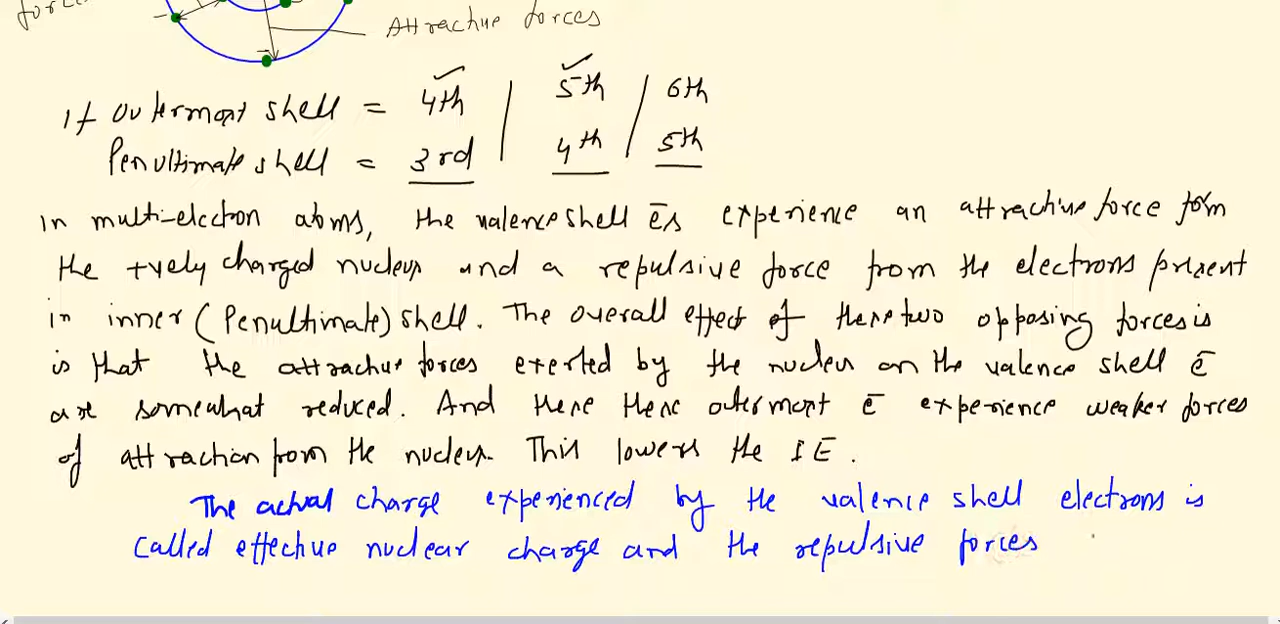 forces
Attractive forces
If outermost shell = 4th / 5th / 6th
Penultimate shell = 3rd / 4th / 5th
In multi-elctron atoms, the valence shell ēs experience an attractive force form
the +vely charged nucleus and a repulsive force from the electrons present
in inner (Penultimate) shell. The overall effect of these two opposing forces is
is that the attractive forces exerted by the nucleus on the valence shell ē
are somewhat reduced. And these outermost ē experience weaker forces
of attraction from the nucleus. This lowers the IE.
The actual charge experienced by the valence shell electrons is
called effective nuclear charge and the repulsive forces